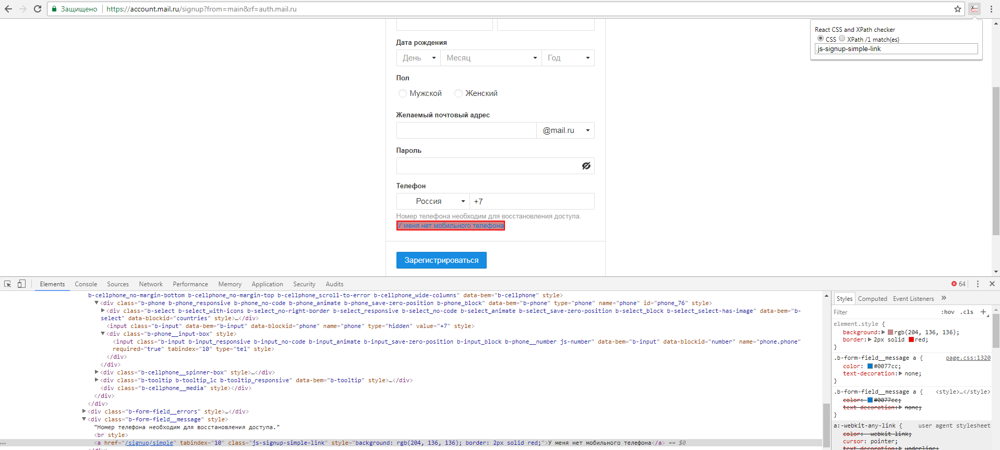 Защищено https://account.mail.ru/signup?from=main&rf=auth.mail.ru
React CSS and XPath checker
CSS XPath /1 match(es)
.js-signup-simple-link
Дата рождения
День Месяц Год
Пол
Мужской Женский
Желаемый почтовый адрес
@mail.ru
Пароль
Телефон
Россия +7
Номер телефона необходим для восстановления доступа.
У меня нет мобильного телефона
Зарегистрироваться
Elements Console Sources Network Performance Memory Application Security Audits 64
b-cellphone_no-margin-bottom b-cellphone_no-margin-top b-cellphone_scroll-to-error b-cellphone_wide-columns" data-bem="b-cellphone" style>
<div class="b-phone b-phone_responsive b-phone_no-code b-phone_animate b-phone_save-zero-position b-phone_block" data-bem="b-phone" type="phone" name="phone" id="phone_76" style>
<div class="b-select b-select_with-icons b-select_no-right-border b-select_responsive b-select_no-code b-select_animate b-select_save-zero-position b-select_block b-select_select-has-image" data-bem="b-
select" data-blockid="countries" style>…</div>
<input class="b-input" data-bem="b-input" data-blockid="phone" name="phone" type="hidden" value="+7" style>
<div class="b-phone__input-box" style>
<input class="b-input b-input_responsive b-input_no-code b-input_animate b-input_save-zero-position b-input_block b-phone__number js-number" data-bem="b-input" data-blockid="number" name="phone.phone"
required="true" tabindex="10" type="tel" style>
</div>
</div>
<div class="b-cellphone__spinner-box" style>…</div>
<div class="b-tooltip b-tooltip_lc b-tooltip_responsive" data-bem="b-tooltip" style>…</div>
<div class="b-cellphone__media" style></div>
</div>
</div>
<div class="b-form-field__errors" style>…</div>
<div class="b-form-field__message" style>
"Номер телефона необходим для восстановления доступа."
<br style>
<a href="/signup/simple" tabindex="10" class="js-signup-simple-link" style="background: rgb(204, 136, 136); border: 2px solid red;">У меня нет мобильного телефона</a> == $0
Styles Computed Event Listeners »
Filter :hov .cls +
element.style {
background: rgb(204, 136, 136);
border: 2px solid red;
}
.b-form-field__message a { page.css:1320
color: #0077cc;
text-decoration: none;
}
.b-form-field__message a { <style>…</style>
color: #0077cc;
text-decoration: none;
}
a:-webkit-any-link { user agent stylesheet
color: -webkit-link;
cursor: pointer;
text-decoration: underline;